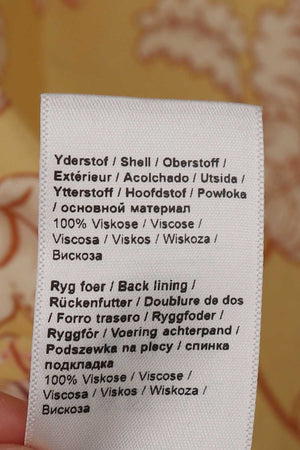 Yderstof / Shell / Oberstoff /
Extérieur / Acolchado / Utsida /
Ytterstoff / Hoofdstof / Powłoka
/ основной материал
100% Viskose / Viscose /
Viscosa / Viskos / Wiskoza /
Вискоза
Ryg foer / Back lining /
Rückenfutter / Doublure de dos
/ Forro trasero / Ryggfoder /
Ryggfôr / Voering achterpand /
Podszewka na plecy / спинка
подкладка
100% Viskose / Viscose /
Viscosa / Viskos / Wiskoza /
Вискоза